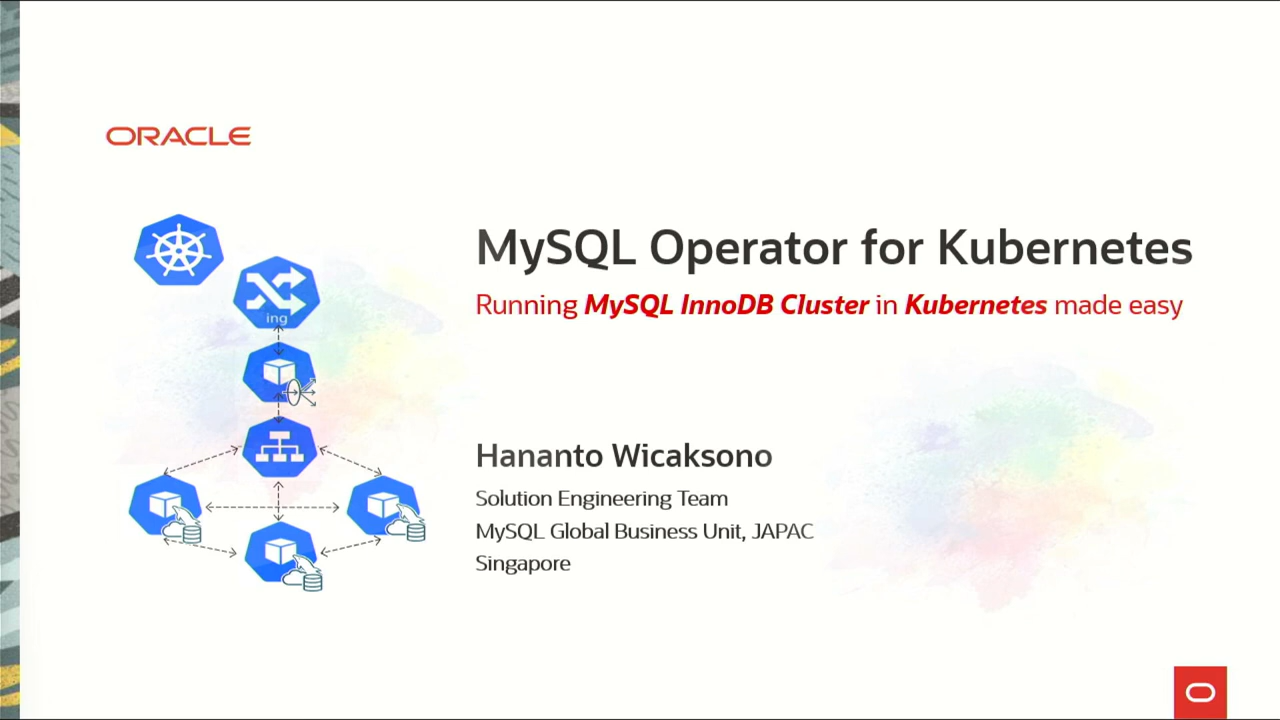 ORACLE
MySQL Operator for Kubernetes
Running MySQL InnoDB Cluster in Kubernetes made easy
ing
Hananto Wicaksono
Solution Engineering Team
MySQL Global Business Unit, JAPAC
Singapore